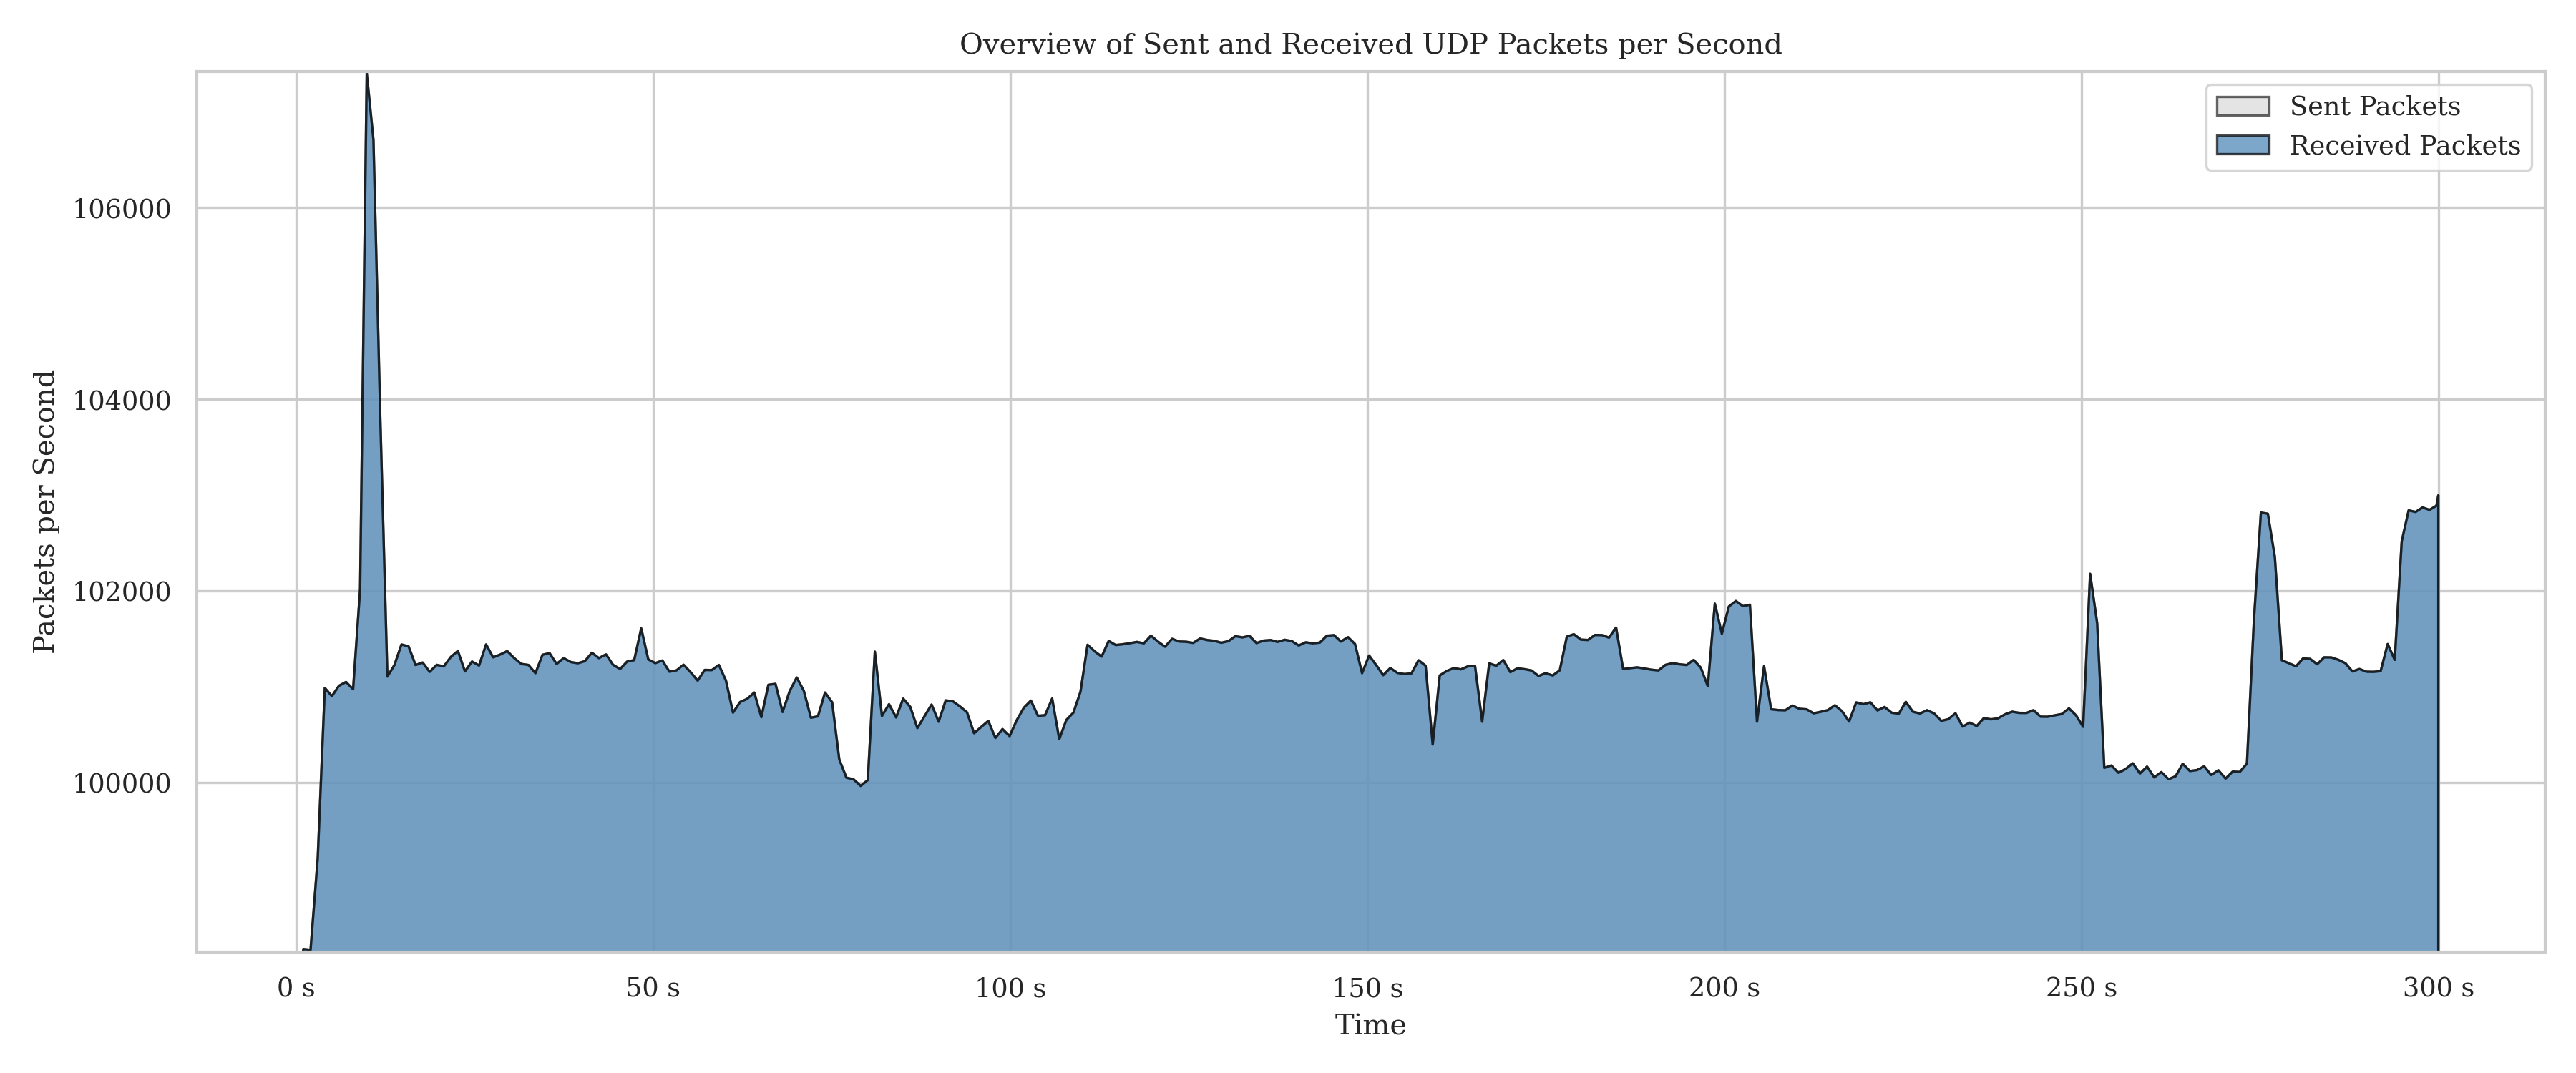 Overview of Sent and Received UDP Packets per Second
Sent Packets
Received Packets
Packets per Second
106000
104000
102000
100000
0 s
50 s
100 s
150 s
200 s
250 s
300 s
Time